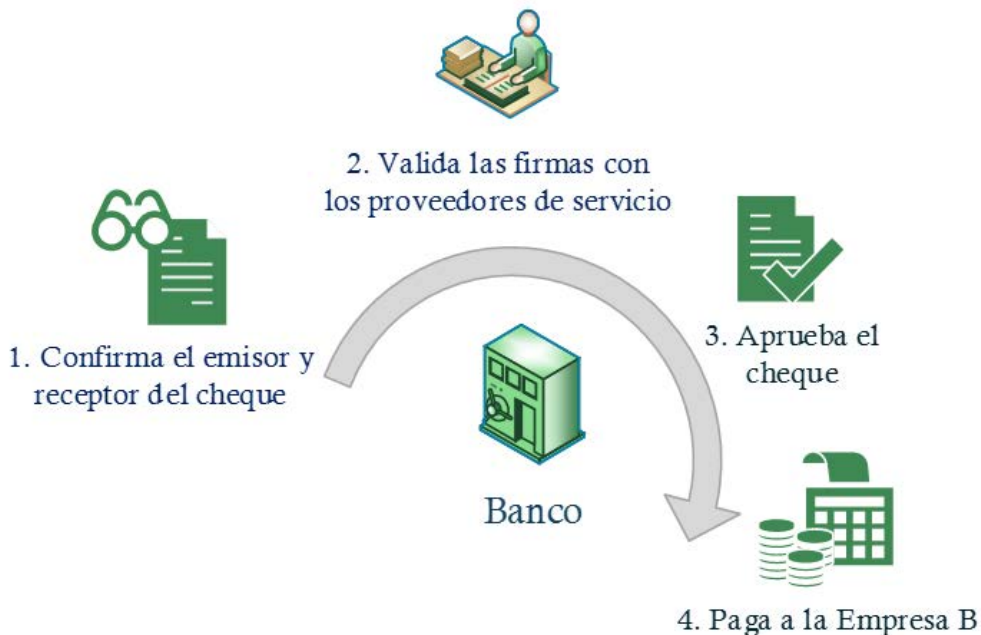 1. Confirma el emisor y
receptor del cheque
2. Valida las firmas con
los proveedores de servicio
3. Aprueba el
cheque
4. Paga a la Empresa B
Banco